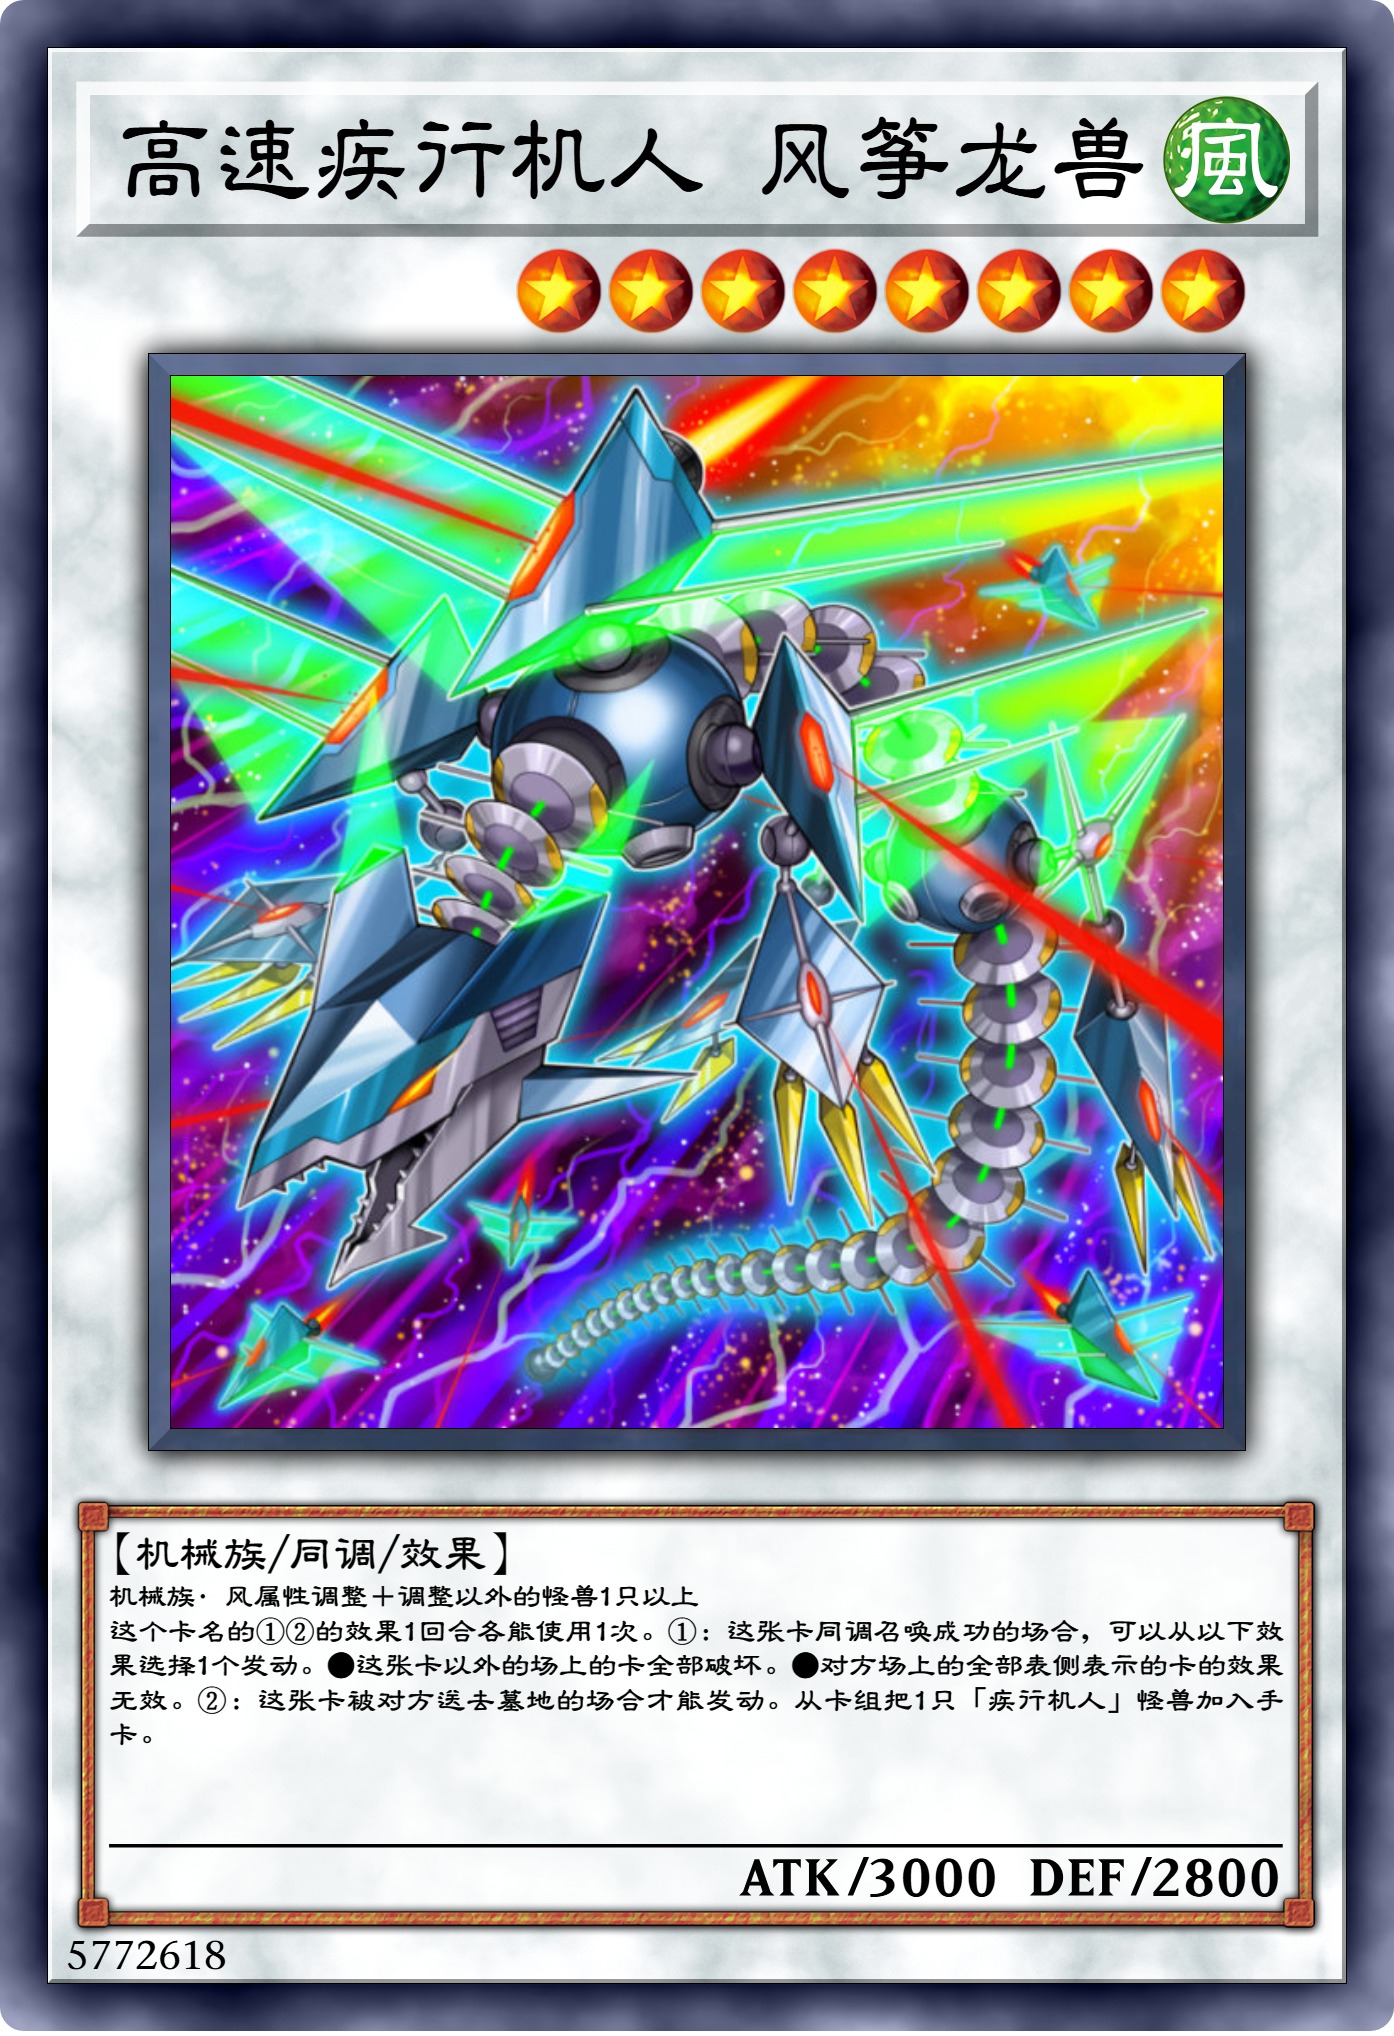 高速疾行机人 风筝龙兽
風
【机械族/同调/效果】
机械族·风属性调整＋调整以外的怪兽1只以上
这个卡名的①②的效果1回合各能使用1次。①：这张卡同调召唤成功的场合，可以从以下效
果选择1个发动。●这张卡以外的场上的卡全部破坏。●对方场上的全部表侧表示的卡的效果
无效。②：这张卡被对方送去墓地的场合才能发动。从卡组把1只「疾行机人」怪兽加入手
卡。
ATK/3000 DEF/2800
5772618